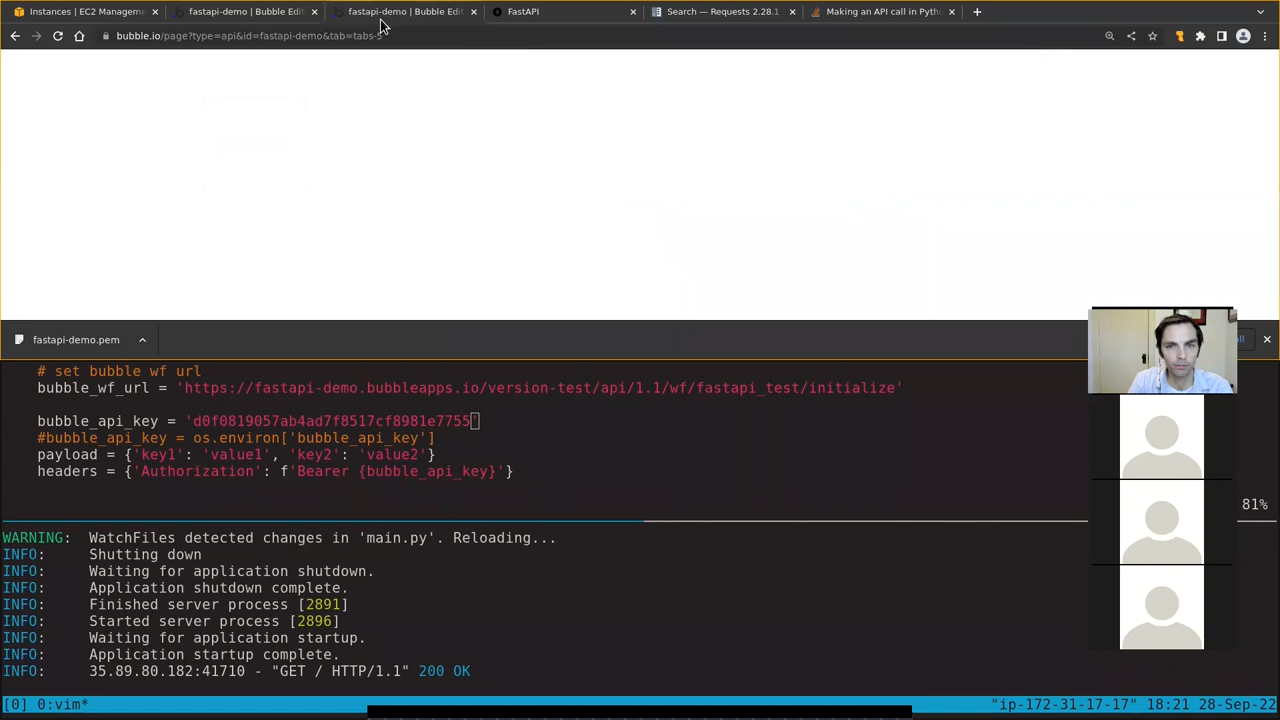 Instances | EC2 Manageme
fastapi-demo | Bubble Edit
fastapi-demo | Bubble Edit
FastAPI
Search — Requests 2.28.1
Making an API call in Pytho
bubble.io/page?type=api&id=fastapi-demo&tab=tabs-3
fastapi-demo.pem
all
# set bubble wf url
bubble_wf_url = 'https://fastapi-demo.bubbleapps.io/version-test/api/1.1/wf/fastapi_test/initialize'
bubble_api_key = 'd0f0819057ab4ad7f8517cf8981e7755'
#bubble_api_key = os.environ['bubble_api_key']
payload = {'key1': 'value1', 'key2': 'value2'}
headers = {'Authorization': f'Bearer {bubble_api_key}'}
81%
WARNING: WatchFiles detected changes in 'main.py'. Reloading...
INFO: Shutting down
INFO: Waiting for application shutdown.
INFO: Application shutdown complete.
INFO: Finished server process [2891]
INFO: Started server process [2896]
INFO: Waiting for application startup.
INFO: Application startup complete.
INFO: 35.89.80.182:41710 - "GET / HTTP/1.1" 200 OK
[0] 0:vim* "ip-172-31-17-17" 18:21 28-Sep-22